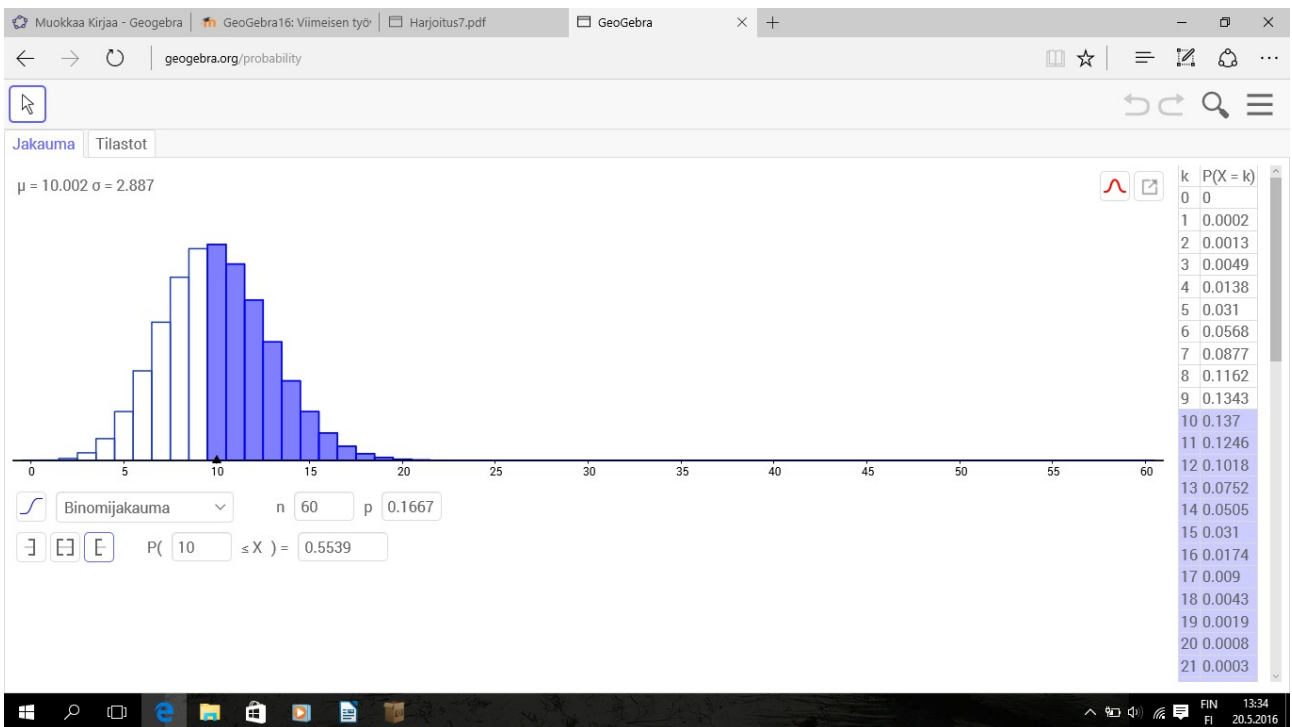 Muokkaa Kirjaa - Geogebra
GeoGebra16: Viimeisen työ
Harjoitus7.pdf
GeoGebra
geogebra.org/probability
Jakauma
Tilastot
μ = 10.002 σ = 2.887
k P(X = k)
0 0
1 0.0002
2 0.0013
3 0.0049
4 0.0138
5 0.031
6 0.0568
7 0.0877
8 0.1162
9 0.1343
10 0.137
11 0.1246
12 0.1018
13 0.0752
14 0.0505
15 0.031
16 0.0174
17 0.009
18 0.0043
19 0.0019
20 0.0008
21 0.0003
0 5 10 15 20 25 30 35 40 45 50 55 60
Binomijakauma n 60 p 0.1667
P( 10 ≤ X ) = 0.5539
FIN 13:34
FI 20.5.2016